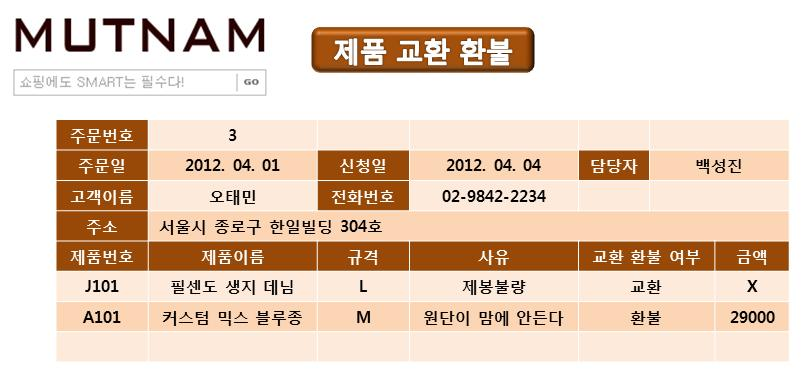 MUTNAM
제품 교환 환불
쇼핑에도 SMART는 필수다! GO
주문번호 3
주문일 2012. 04. 01 신청일 2012. 04. 04 담당자 백성진
고객이름 오태민 전화번호 02-9842-2234
주소 서울시 종로구 한일빌딩 304호
제품번호 제품이름 규격 사유 교환 환불 여부 금액
J101 필센도 생지 데님 L 제봉불량 교환 X
A101 커스텀 믹스 블루종 M 원단이 맘에 안든다 환불 29000